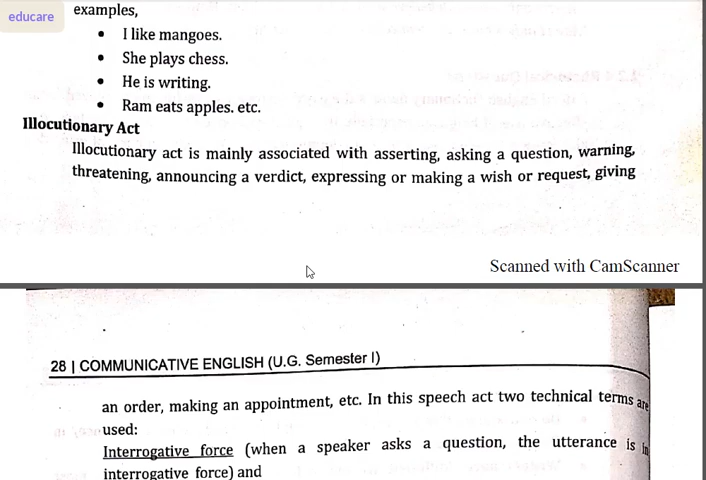 educare
examples,
• I like mangoes.
• She plays chess.
• He is writing.
• Ram eats apples. etc.
Illocutionary Act
Illocutionary act is mainly associated with asserting, asking a question, warning,
threatening, announcing a verdict, expressing or making a wish or request, giving
Scanned with CamScanner
28 | COMMUNICATIVE ENGLISH (U.G. Semester I)
an order, making an appointment, etc. In this speech act two technical terms are
used:
Interrogative force (when a speaker asks a question, the utterance is in
interrogative force) and